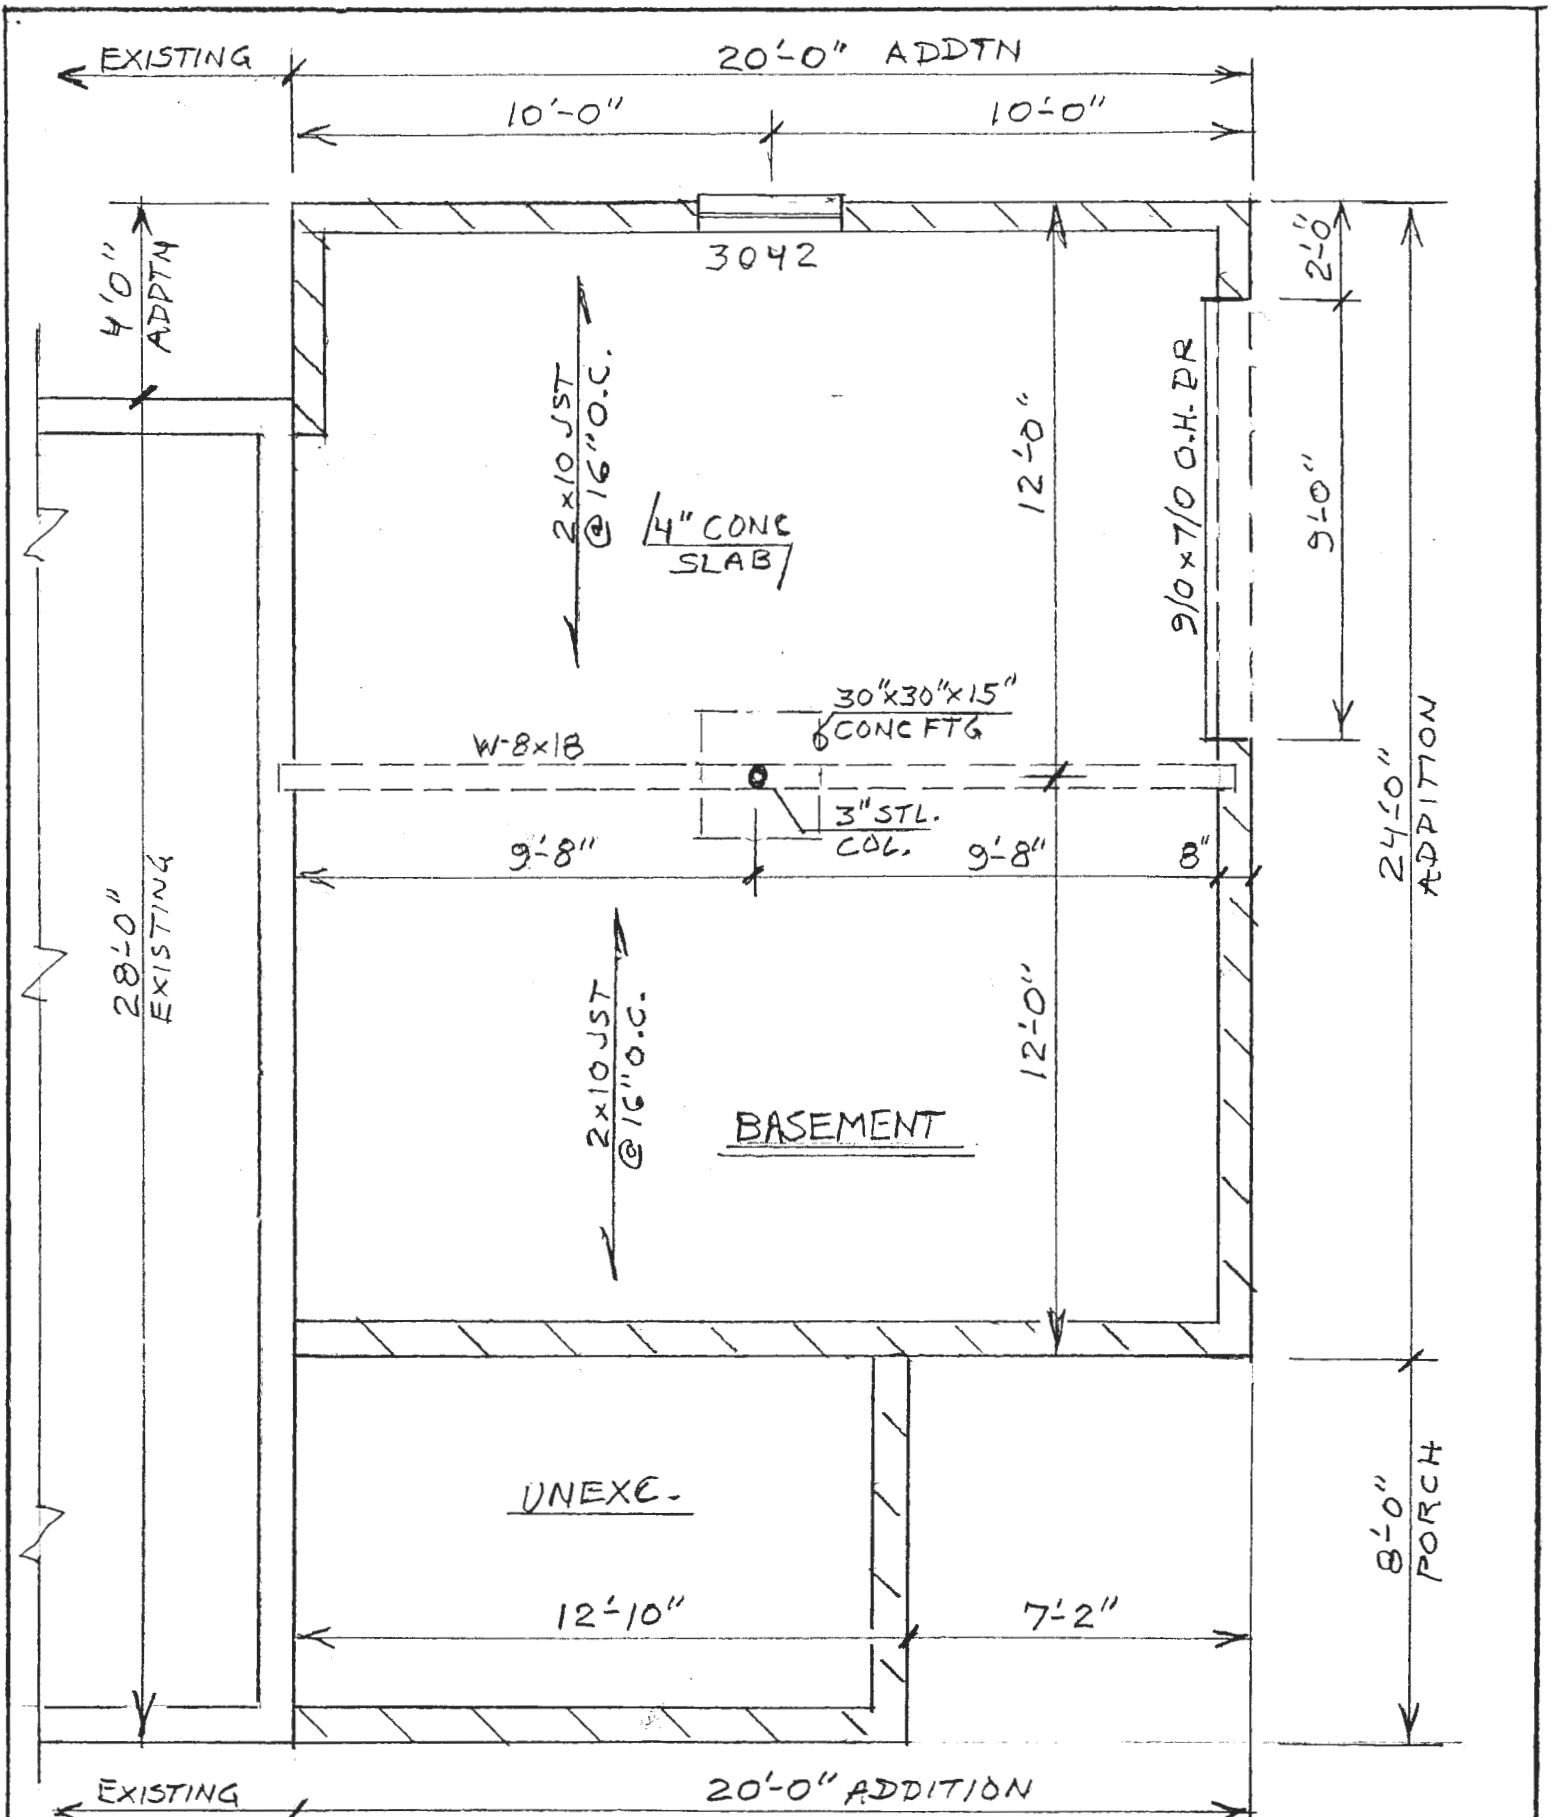 EXISTING
20'-0" ADDTN
10'-0"
10'-0"
4'0"
ADDTN
3042
2'-0"
2x10 JST
@ 16" O.C.
4" CONC
SLAB
12'-0"
9/0x7/0 O.H. DR
9'-0"
30"x30"x15"
CONC FTG
W-8x18
3" STL.
COL.
9'-8"
9'-8"
8"
24'-0"
ADDITION
28'-0"
EXISTING
2x10 JST
@ 16" O.C.
12'-0"
BASEMENT
UNEXC.
8'-0"
PORCH
12'-10"
7'-2"
EXISTING
20'-0" ADDITION